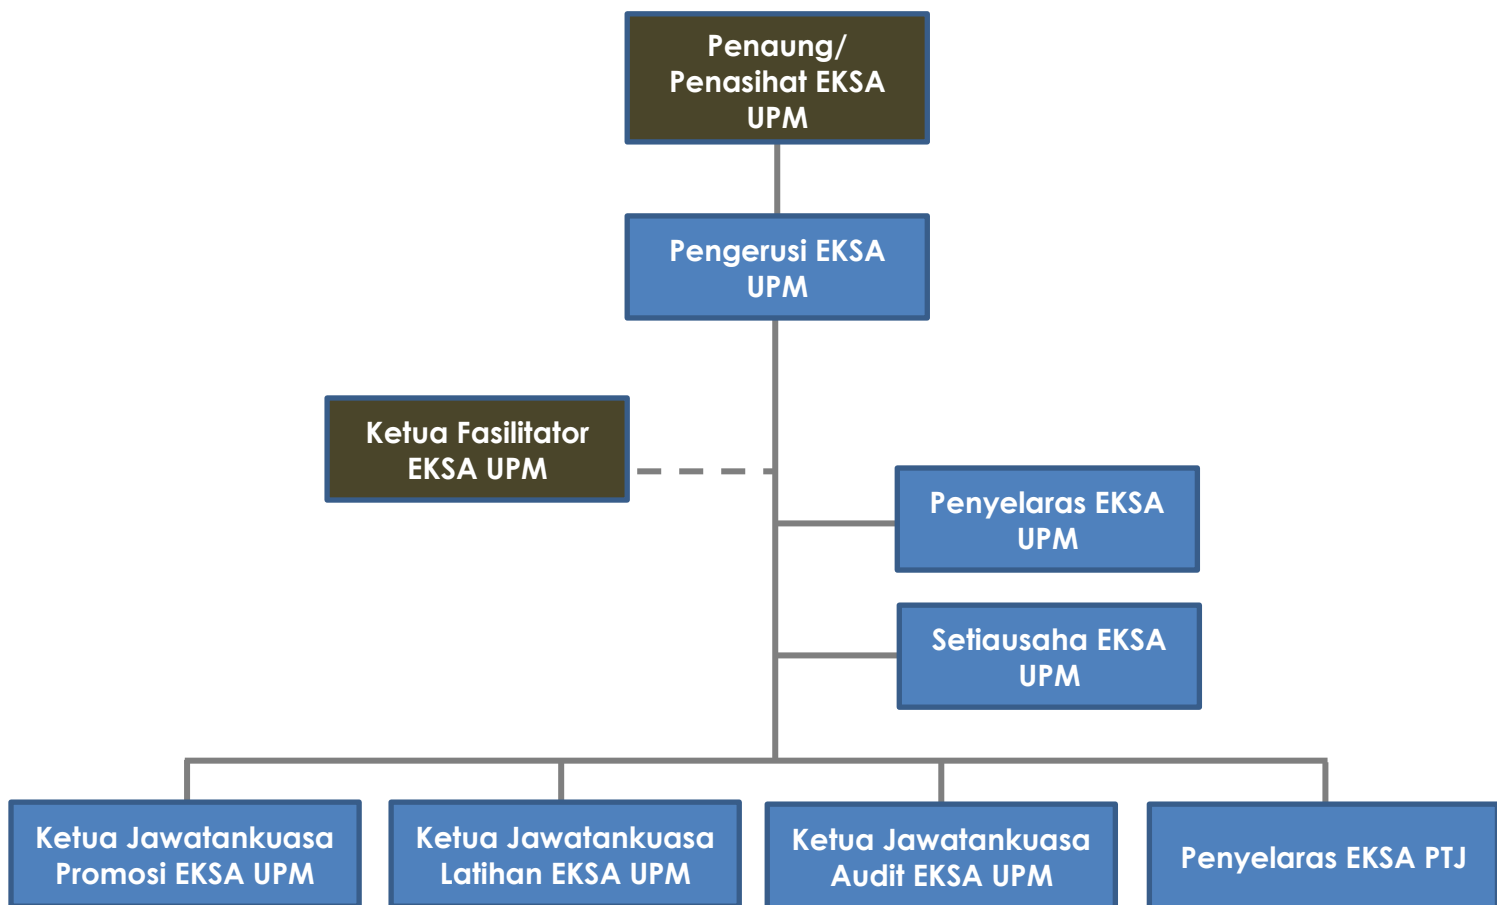 Penaung/
Penasihat EKSA
UPM
Pengerusi EKSA
UPM
Ketua Fasilitator
EKSA UPM
Penyelaras EKSA
UPM
Setiausaha EKSA
UPM
Ketua Jawatankuasa
Promosi EKSA UPM
Ketua Jawatankuasa
Latihan EKSA UPM
Ketua Jawatankuasa
Audit EKSA UPM
Penyelaras EKSA PTJ